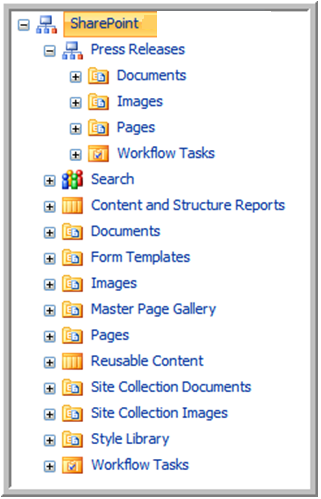 SharePoint
Press Releases
Documents
Images
Pages
Workflow Tasks
Search
Content and Structure Reports
Documents
Form Templates
Images
Master Page Gallery
Pages
Reusable Content
Site Collection Documents
Site Collection Images
Style Library
Workflow Tasks